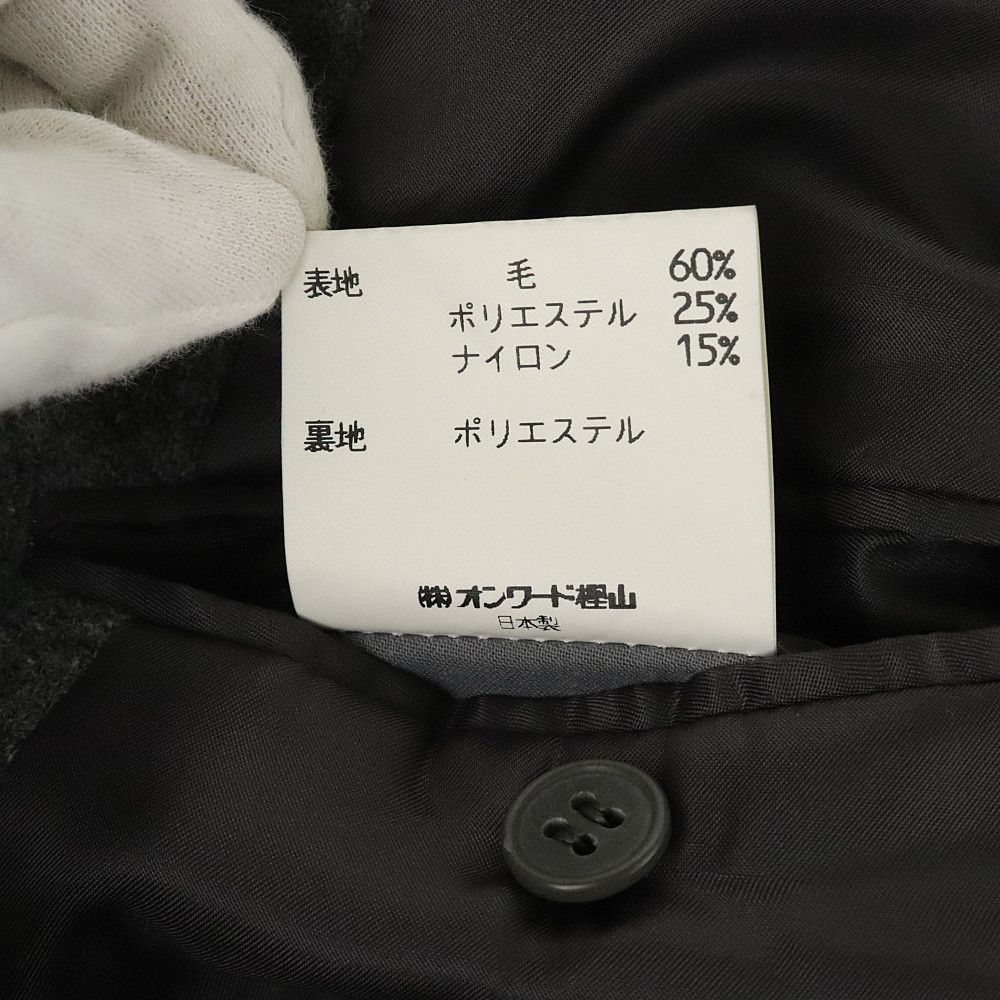 表地 毛 60%
ポリエステル 25%
ナイロン 15%
裏地 ポリエステル
㈱オンワード樫山
日本製